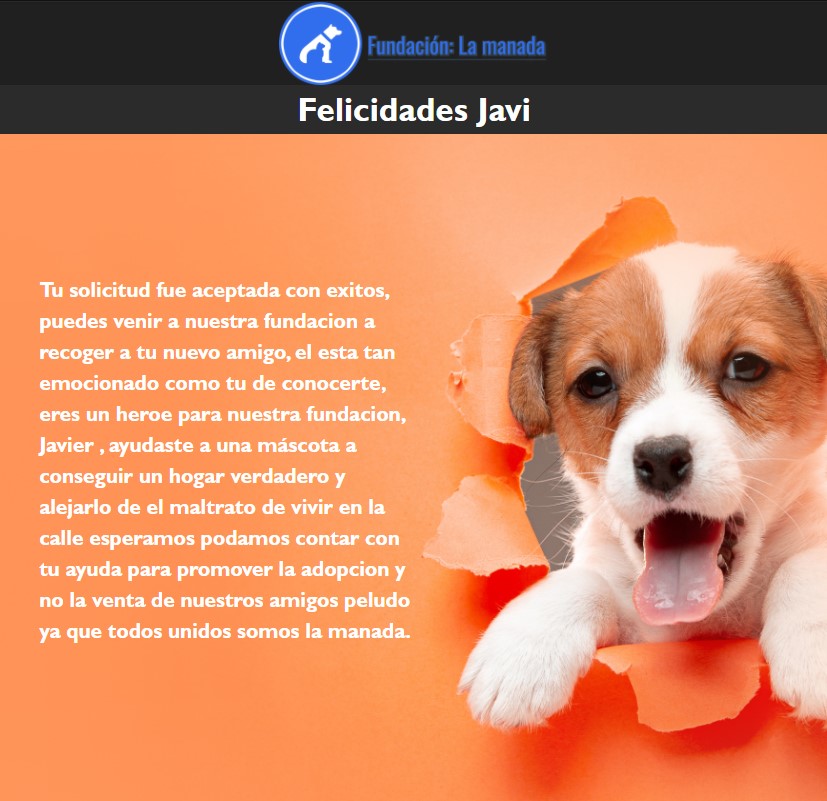 Fundación: La manada
Felicidades Javi
Tu solicitud fue aceptada con exitos,
puedes venir a nuestra fundacion a
recoger a tu nuevo amigo, el esta tan
emocionado como tu de conocerte,
eres un heroe para nuestra fundacion,
Javier , ayudaste a una máscota a
conseguir un hogar verdadero y
alejarlo de el maltrato de vivir en la
calle esperamos podamos contar con
tu ayuda para promover la adopcion y
no la venta de nuestros amigos peludo
ya que todos unidos somos la manada.